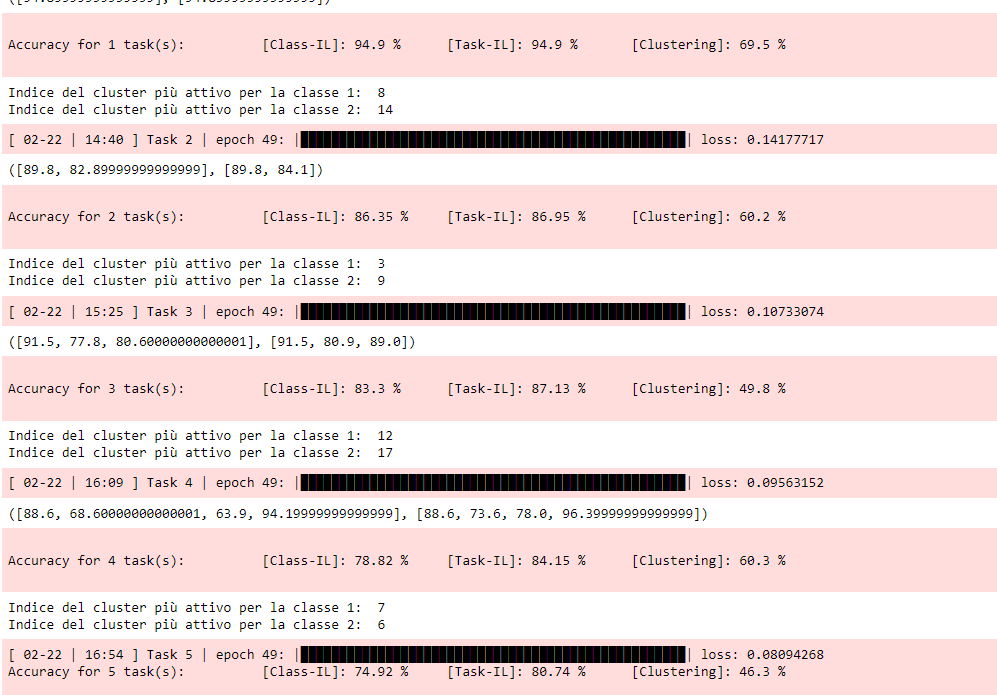 Accuracy for 1 task(s): [Class-IL]: 94.9 % [Task-IL]: 94.9 % [Clustering]: 69.5 %
Indice del cluster più attivo per la classe 1: 8
Indice del cluster più attivo per la classe 2: 14
[ 02-22 | 14:40 ] Task 2 | epoch 49: |██████████████████████████████████████████████████| loss: 0.14177717
([89.8, 82.89999999999999], [89.8, 84.1])
Accuracy for 2 task(s): [Class-IL]: 86.35 % [Task-IL]: 86.95 % [Clustering]: 60.2 %
Indice del cluster più attivo per la classe 1: 3
Indice del cluster più attivo per la classe 2: 9
[ 02-22 | 15:25 ] Task 3 | epoch 49: |██████████████████████████████████████████████████| loss: 0.10733074
([91.5, 77.8, 80.60000000000001], [91.5, 80.9, 89.0])
Accuracy for 3 task(s): [Class-IL]: 83.3 % [Task-IL]: 87.13 % [Clustering]: 49.8 %
Indice del cluster più attivo per la classe 1: 12
Indice del cluster più attivo per la classe 2: 17
[ 02-22 | 16:09 ] Task 4 | epoch 49: |██████████████████████████████████████████████████| loss: 0.09563152
([88.6, 68.60000000000001, 63.9, 94.19999999999999], [88.6, 73.6, 78.0, 96.39999999999999])
Accuracy for 4 task(s): [Class-IL]: 78.82 % [Task-IL]: 84.15 % [Clustering]: 60.3 %
Indice del cluster più attivo per la classe 1: 7
Indice del cluster più attivo per la classe 2: 6
[ 02-22 | 16:54 ] Task 5 | epoch 49: |██████████████████████████████████████████████████| loss: 0.08094268
Accuracy for 5 task(s): [Class-IL]: 74.92 % [Task-IL]: 80.74 % [Clustering]: 46.3 %